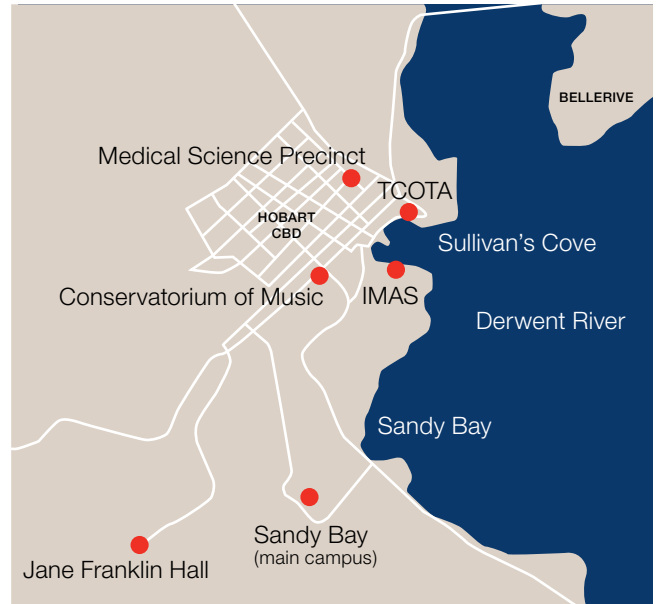 BELLERIVE
Medical Science Precinct
TCOTA
HOBART
CBD
Sullivan's Cove
Conservatorium of Music
IMAS
Derwent River
Sandy Bay
Sandy Bay
(main campus)
Jane Franklin Hall